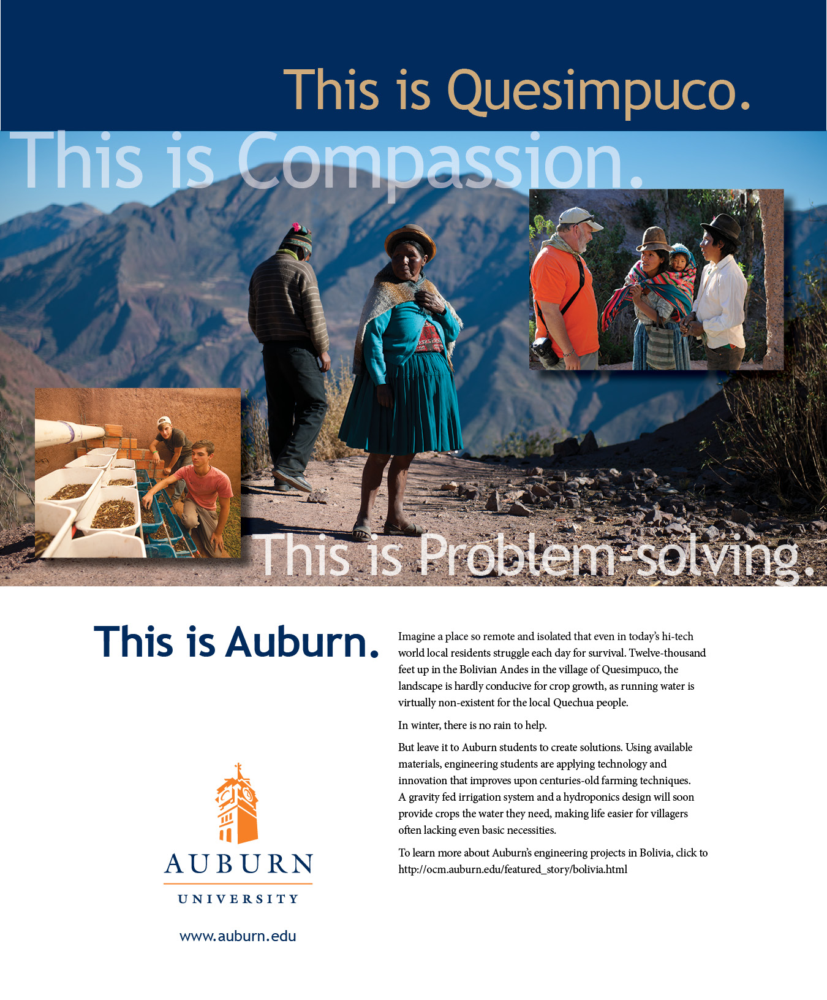 This is Quesimpuco.
This is Compassion.
This is Problem-solving.
This is Auburn.
Imagine a place so remote and isolated that even in today’s hi-tech
world local residents struggle each day for survival. Twelve-thousand
feet up in the Bolivian Andes in the village of Quesimpuco, the
landscape is hardly conducive for crop growth, as running water is
virtually non-existent for the local Quechua people.
In winter, there is no rain to help.
But leave it to Auburn students to create solutions. Using available
materials, engineering students are applying technology and
innovation that improves upon centuries-old farming techniques.
A gravity fed irrigation system and a hydroponics design will soon
provide crops the water they need, making life easier for villagers
often lacking even basic necessities.
To learn more about Auburn’s engineering projects in Bolivia, click to
http://ocm.auburn.edu/featured_story/bolivia.html
AUBURN
UNIVERSITY
www.auburn.edu